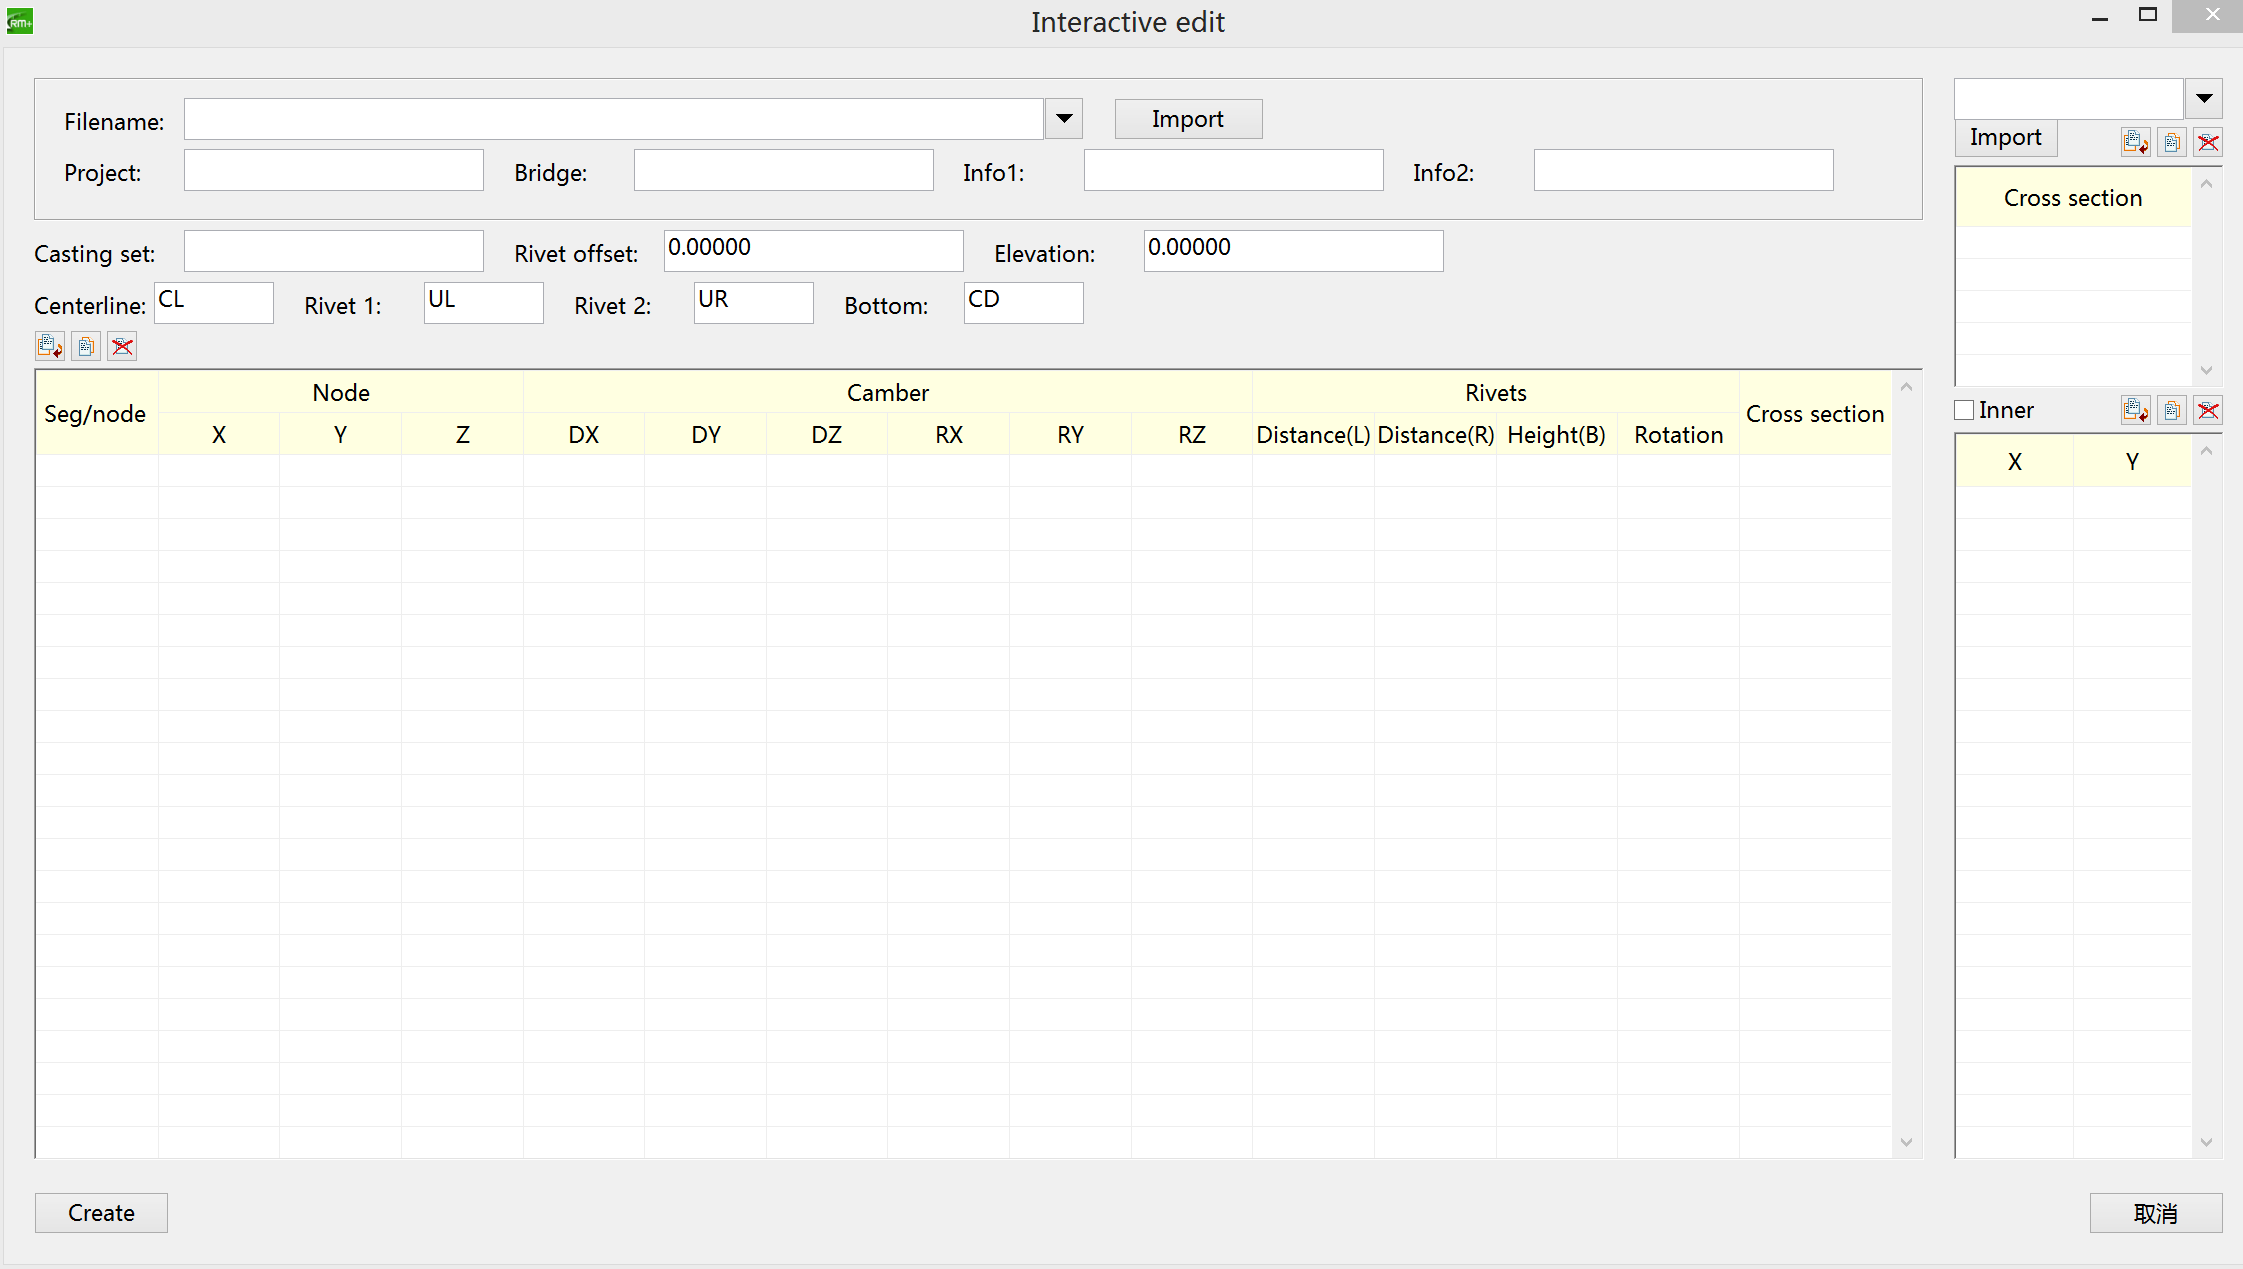 RM+
Interactive edit
Filename:
Import
Project:
Bridge:
Info1:
Info2:
Import
Cross section
Casting set:
Rivet offset: 0.00000
Elevation: 0.00000
Centerline: CL
Rivet 1: UL
Rivet 2: UR
Bottom: CD
Seg/node
Node
Camber
Rivets
Cross section
X Y Z DX DY DZ RX RY RZ Distance(L) Distance(R) Height(B) Rotation
Inner
X Y
Create
取消